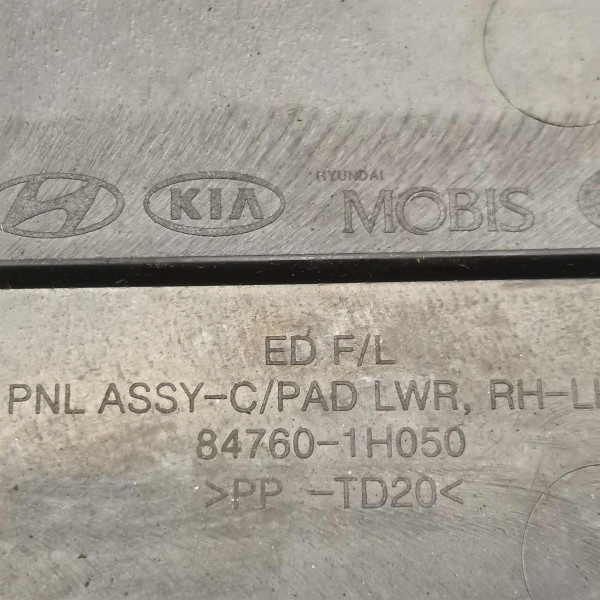 KIA
HYUNDAI
MOBIS
ED F/L
PNL ASSY-C/PAD LWR, RH-L
84760-1H050
>PP -TD20<